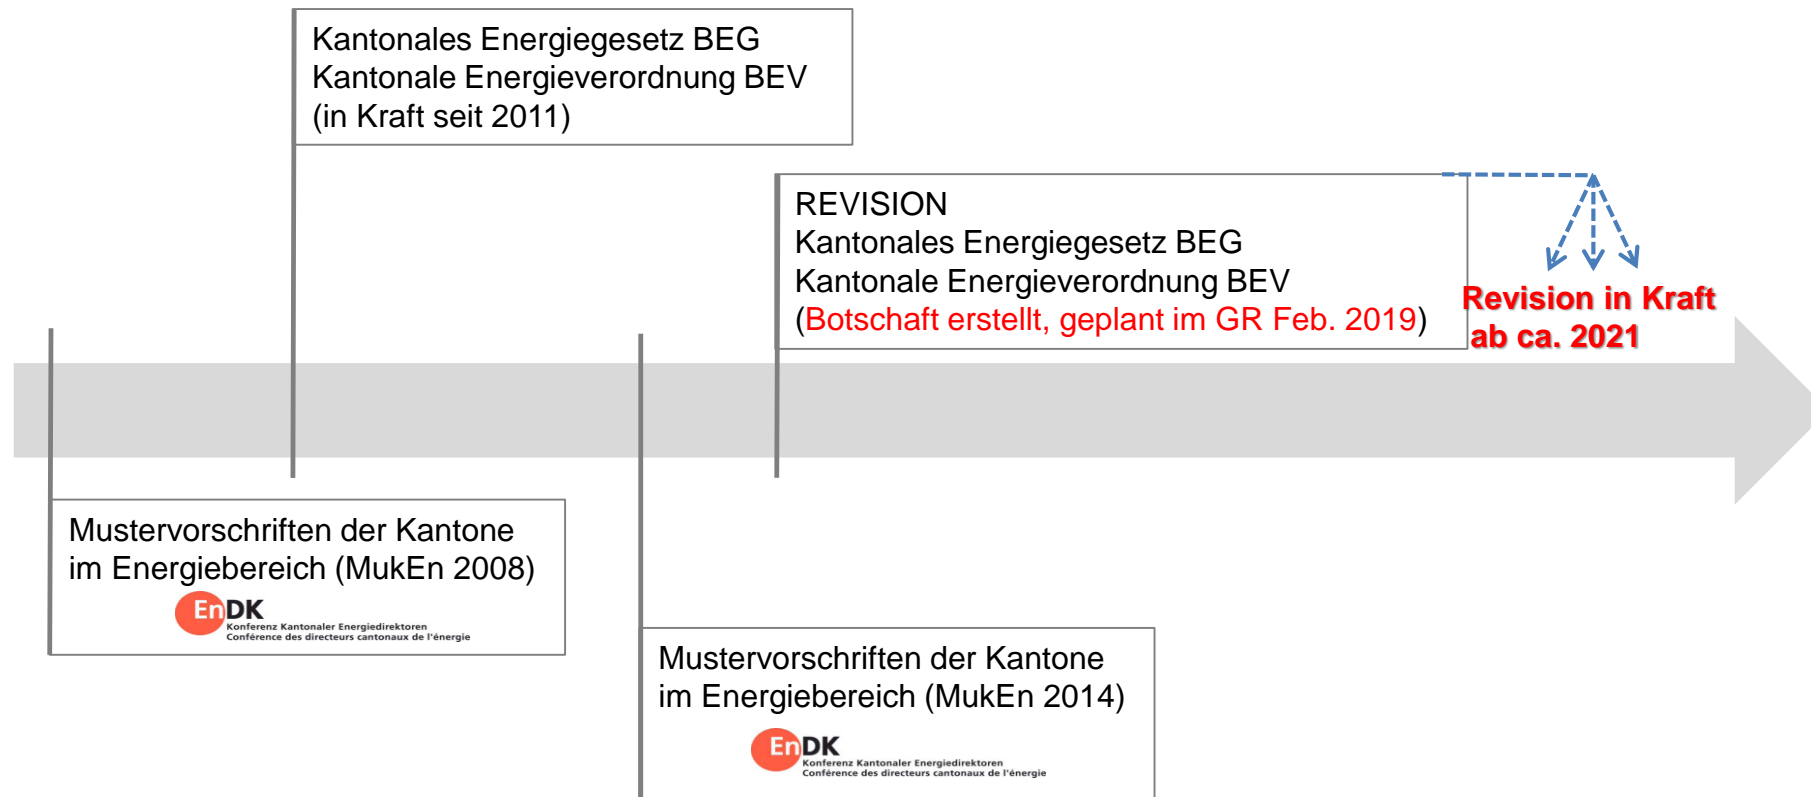 Kantonales Energiegesetz BEG
Kantonale Energieverordnung BEV
(in Kraft seit 2011)
REVISION
Kantonales Energiegesetz BEG
Kantonale Energieverordnung BEV
(Botschaft erstellt, geplant im GR Feb. 2019)
Revision in Kraft
ab ca. 2021
Mustervorschriften der Kantone
im Energiebereich (MukEn 2008)
EnDK
Konferenz Kantonaler Energiedirektoren
Conférence des directeurs cantonaux de l'énergie
Mustervorschriften der Kantone
im Energiebereich (MukEn 2014)
EnDK
Konferenz Kantonaler Energiedirektoren
Conférence des directeurs cantonaux de l'énergie